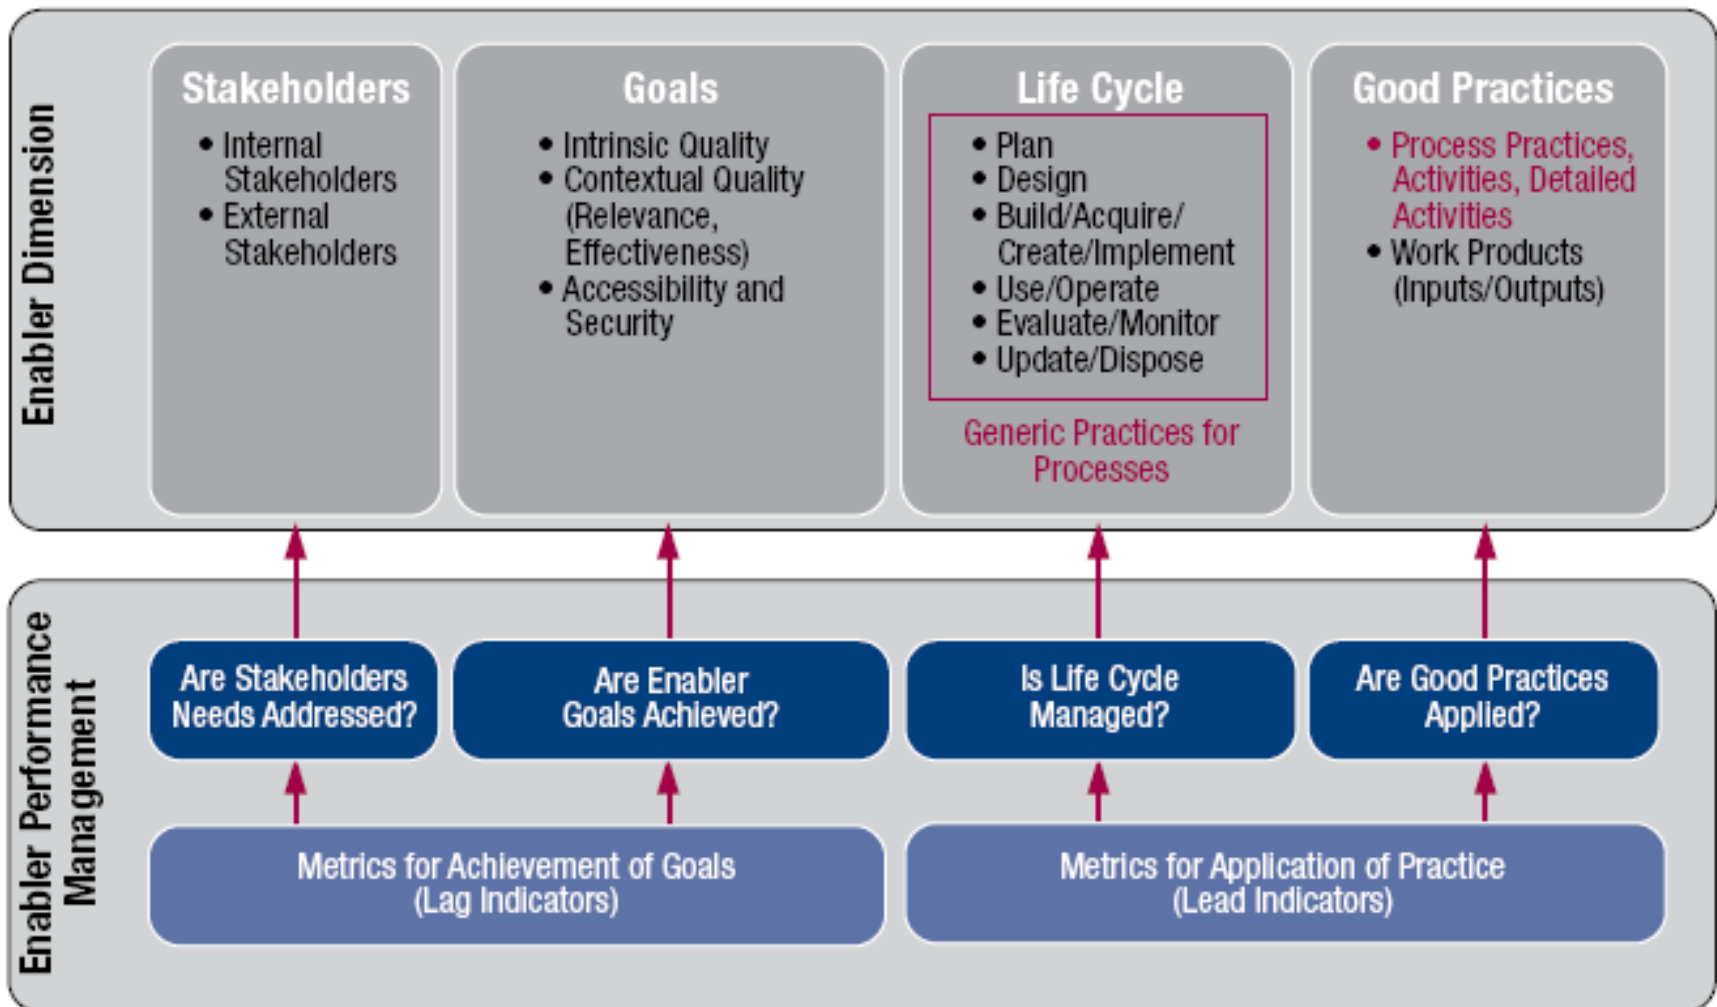 Enabler Dimension
Stakeholders
• Internal
Stakeholders
• External
Stakeholders
Goals
• Intrinsic Quality
• Contextual Quality
(Relevance,
Effectiveness)
• Accessibility and
Security
Life Cycle
• Plan
• Design
• Build/Acquire/
Create/Implement
• Use/Operate
• Evaluate/Monitor
• Update/Dispose
Generic Practices for
Processes
Good Practices
• Process Practices,
Activities, Detailed
Activities
• Work Products
(Inputs/Outputs)
Enabler Performance
Management
Are Stakeholders
Needs Addressed?
Are Enabler
Goals Achieved?
Is Life Cycle
Managed?
Are Good Practices
Applied?
Metrics for Achievement of Goals
(Lag Indicators)
Metrics for Application of Practice
(Lead Indicators)